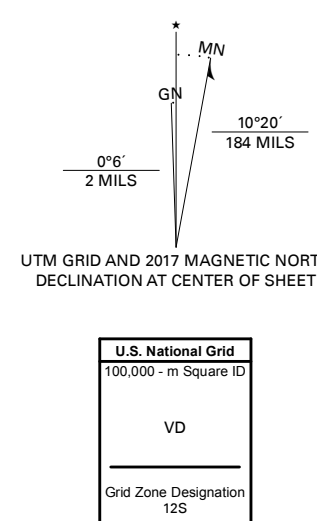 ★
MN
GN
10°20´
184 MILS
0°6´
2 MILS
UTM GRID AND 2017 MAGNETIC NORT
DECLINATION AT CENTER OF SHEET
U.S. National Grid
100,000 - m Square ID
VD
Grid Zone Designation
12S